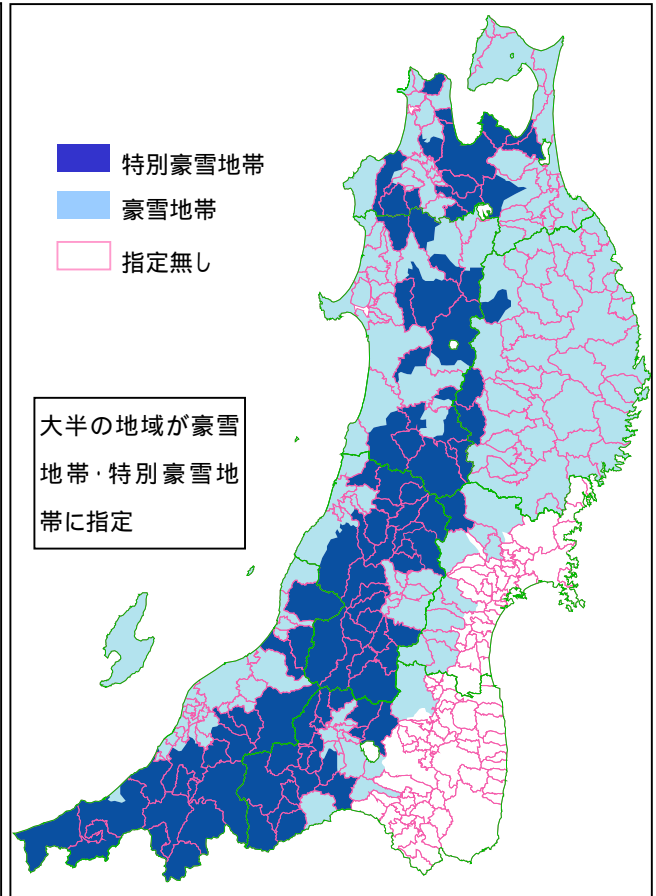 特別豪雪地帯
豪雪地帯
指定無し
大半の地域が豪雪
地帯・特別豪雪地
帯に指定